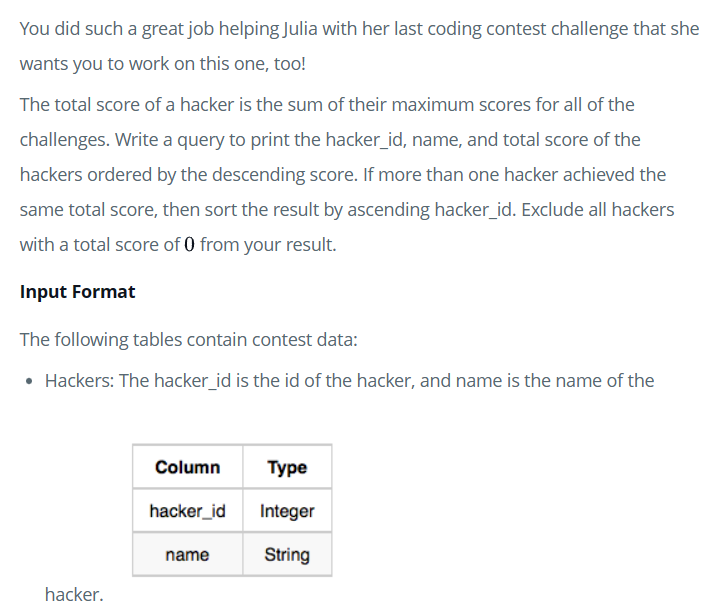 You did such a great job helping Julia with her last coding contest challenge that she
wants you to work on this one, too!
The total score of a hacker is the sum of their maximum scores for all of the
challenges. Write a query to print the hacker_id, name, and total score of the
hackers ordered by the descending score. If more than one hacker achieved the
same total score, then sort the result by ascending hacker_id. Exclude all hackers
with a total score of 0 from your result.
Input Format
The following tables contain contest data:
• Hackers: The hacker_id is the id of the hacker, and name is the name of the
Column Type
hacker_id Integer
name String
hacker.